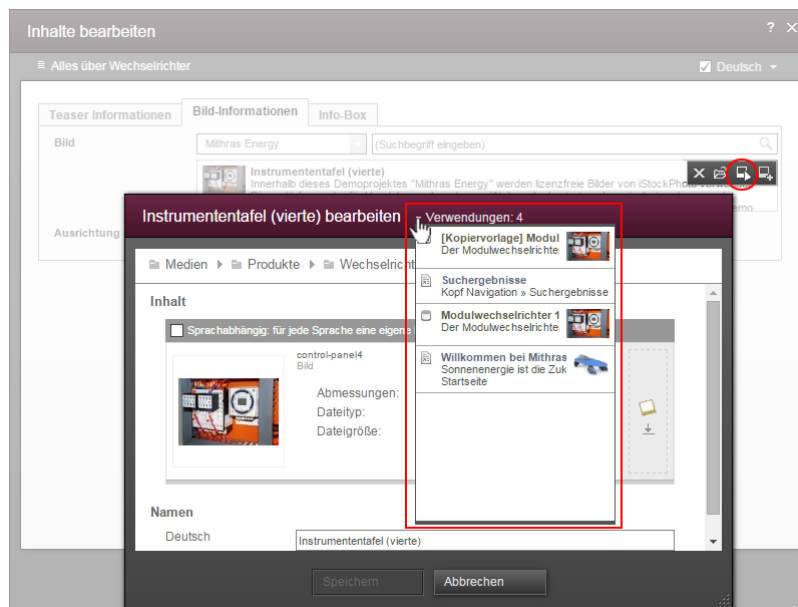 Inhalte bearbeiten
?
Alles über Wechselrichter
Deutsch
Teaser Informationen
Bild-Informationen
Info-Box
Bild
Mithras Energy
(Suchbegriff eingeben)
Instrumententafel (vierte)
Innerhalb dieses Demoprojektes "Mithras Energy" werden lizenzfreie Bilder von iStockPhoto
Ausrichtung
Instrumententafel (vierte) bearbeiten
Verwendungen: 4
Medien Produkte Wechselricht
[Kopiervorlage] Modul
Der Modulwechselrichte
Suchergebnisse
Kopf Navigation » Suchergebnisse
Modulwechselrichter 1
Der Modulwechselrichte
Willkommen bei Mithras
Sonnenenergie ist die Zuk
Startseite
Inhalt
Sprachabhängig: für jede Sprache eine eigene
control-panel4
Bild
Abmessungen:
Dateityp:
Dateigröße:
Namen
Deutsch
Instrumententafel (vierte)
Speichern
Abbrechen